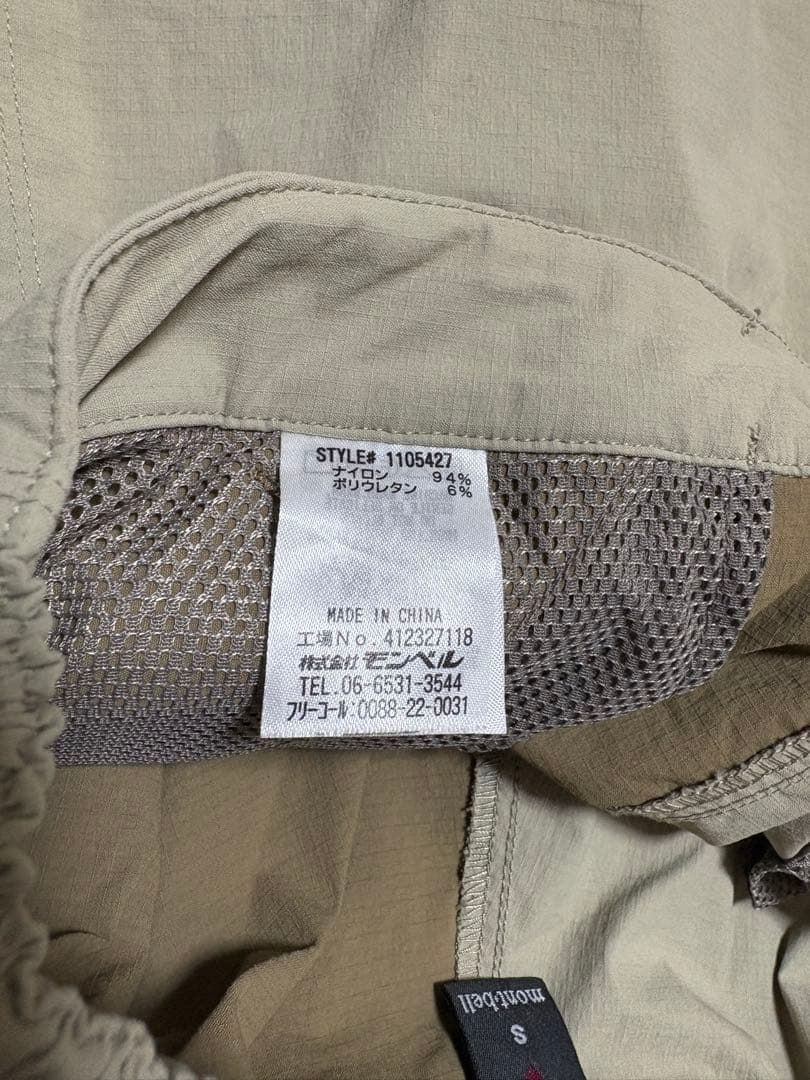 STYLE# 1105427
ナイロン 94%
ポリウレタン 6%
MADE IN CHINA
工場No. 412327118
株式会社 モンベル
TEL. 06-6531-3544
フリーコール:0088-22-0031
mont-bell
S